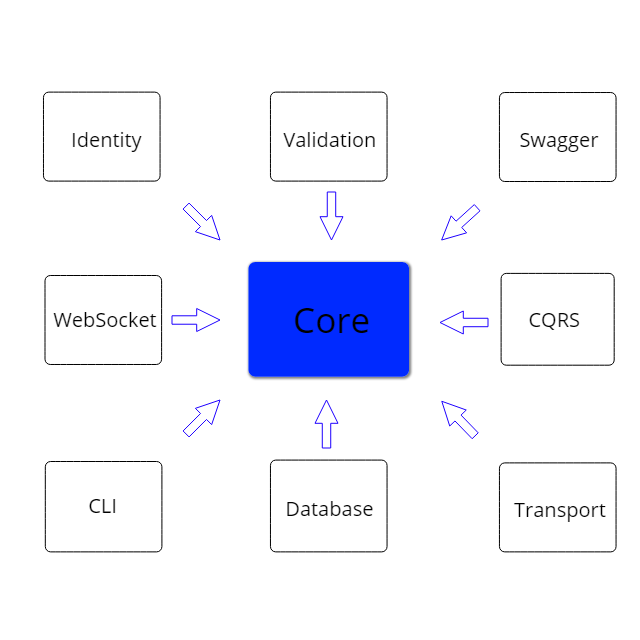 Identity
Validation
Swagger
WebSocket
Core
CQRS
CLI
Database
Transport